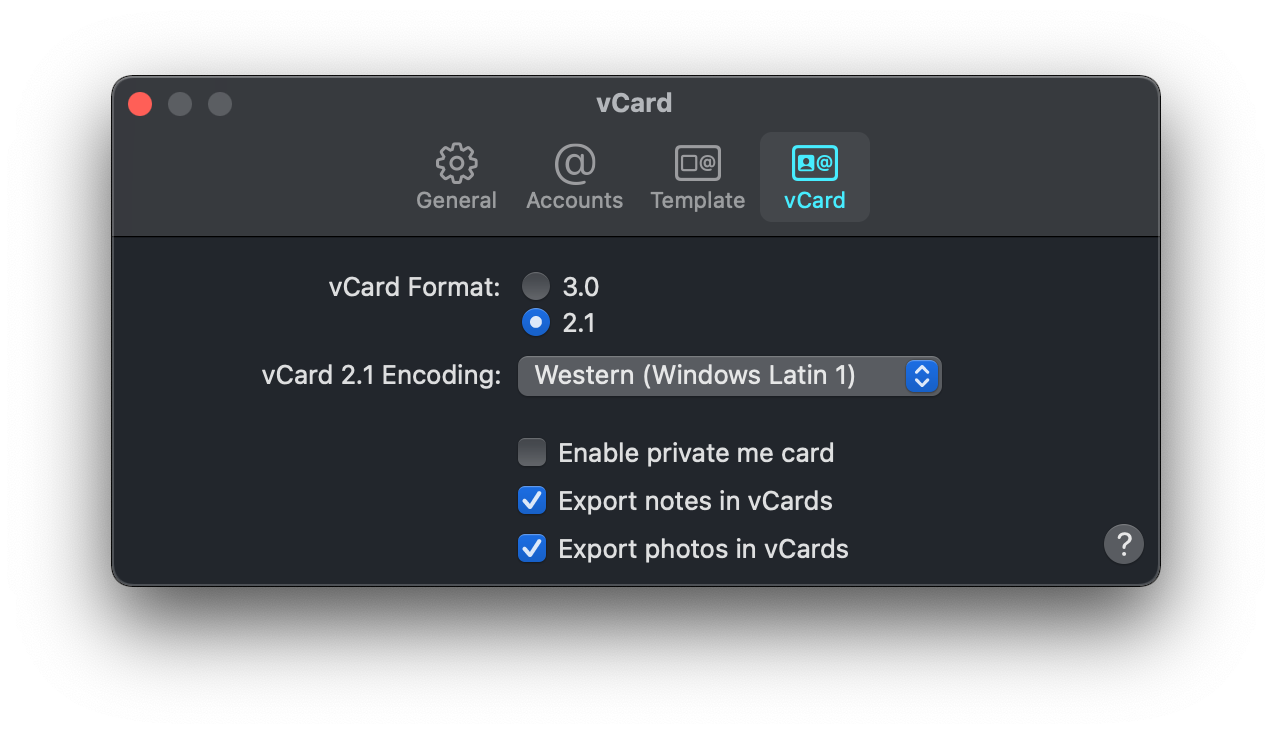 vCard
General Accounts Template vCard
vCard Format: 3.0
2.1
vCard 2.1 Encoding: Western (Windows Latin 1)
Enable private me card
Export notes in vCards
Export photos in vCards
?